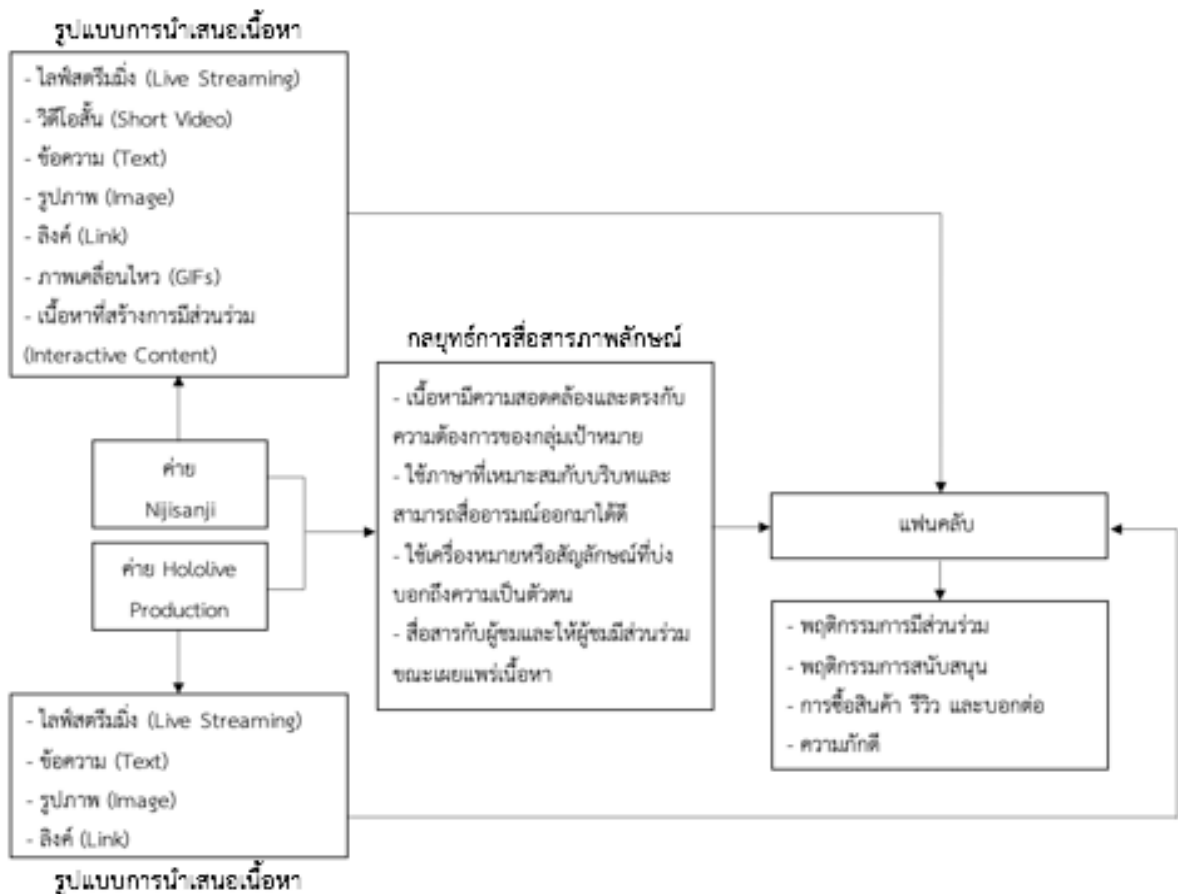 รูปแบบการนำเสนอเนื้อหา
- ไลฟ์สตรีมมิ่ง (Live Streaming)
- วิดีโอสั้น (Short Video)
- ข้อความ (Text)
- รูปภาพ (Image)
- ลิงค์ (Link)
- ภาพเคลื่อนไหว (GIFs)
- เนื้อหาที่สร้างการมีส่วนร่วม
(Interactive Content)
ค่าย
Nijisanji
ค่าย Hololive
Production
- ไลฟ์สตรีมมิ่ง (Live Streaming)
- ข้อความ (Text)
- รูปภาพ (Image)
- ลิงค์ (Link)
รูปแบบการนำเสนอเนื้อหา
กลยุทธ์การสื่อสารภาพลักษณ์
- เนื้อหามีความสอดคล้องและตรงกับ
ความต้องการของกลุ่มเป้าหมาย
- ใช้ภาษาที่เหมาะสมกับบริบทและ
สามารถสื่ออารมณ์ออกมาได้ดี
- ใช้เครื่องหมายหรือสัญลักษณ์ที่บ่ง
บอกถึงความเป็นตัวตน
- สื่อสารกับผู้ชมและให้ผู้ชมมีส่วนร่วม
ขณะเผยแพร่เนื้อหา
แฟนคลับ
- พฤติกรรมการมีส่วนร่วม
- พฤติกรรมการสนับสนุน
- การซื้อสินค้า รีวิว และบอกต่อ
- ความภักดี